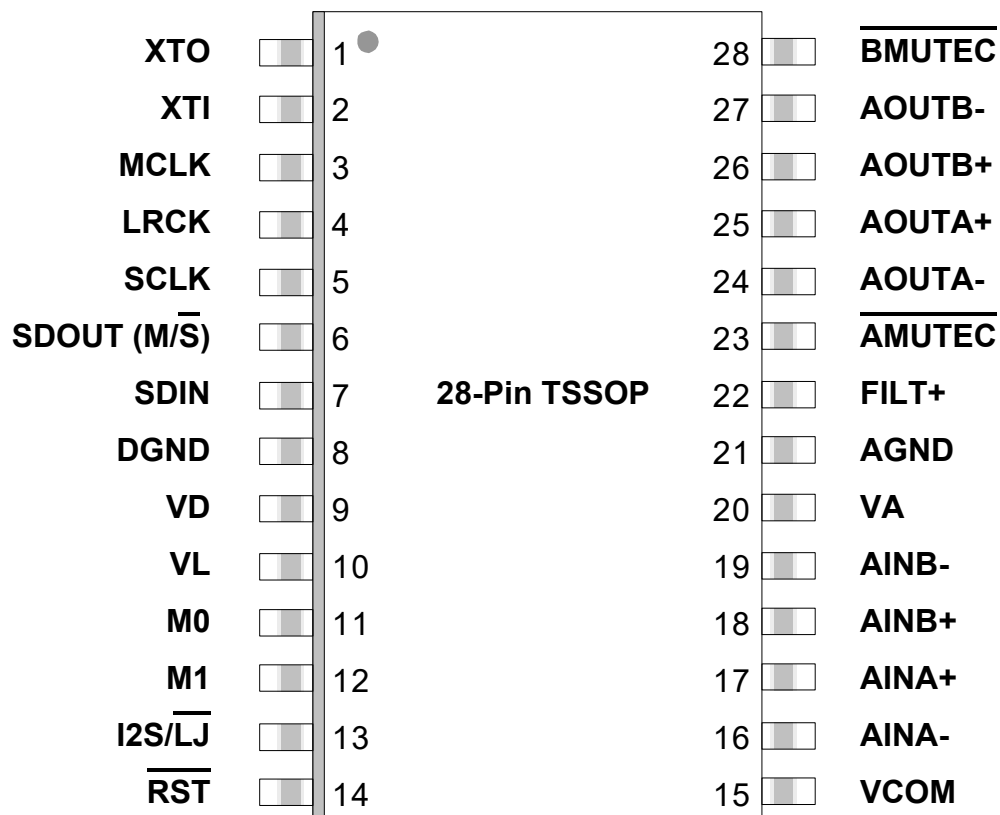 XTO 1 28 BMUTEC
XTI 2 27 AOUTB-
MCLK 3 26 AOUTB+
LRCK 4 25 AOUTA+
SCLK 5 24 AOUTA-
SDOUT (M/S) 6 23 AMUTEC
SDIN 7 28-Pin TSSOP 22 FILT+
DGND 8 21 AGND
VD 9 20 VA
VL 10 19 AINB-
M0 11 18 AINB+
M1 12 17 AINA+
I2S/LJ 13 16 AINA-
RST 14 15 VCOM